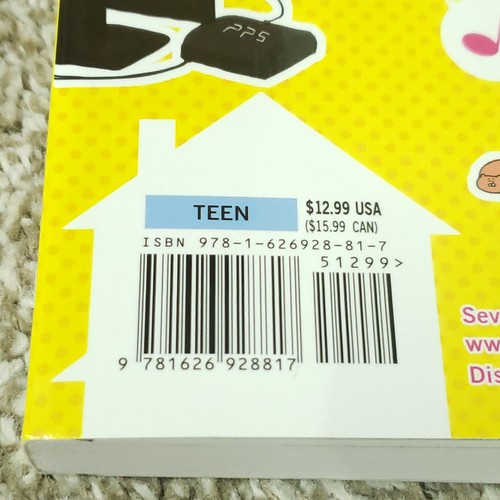 PPS
TEEN
$12.99 USA
($15.99 CAN)
ISBN 978-1-626928-81-7
51299>
9 781626 928817
Sev
www
Dis